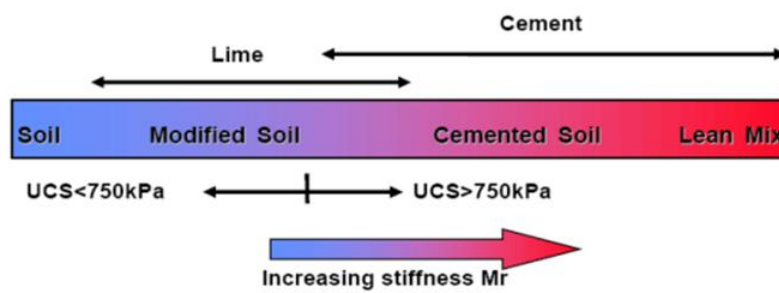 Cement
Lime
Soil Modified Soil Cemented Soil Lean Mix
UCS<750kPa UCS>750kPa
Increasing stiffness Mr